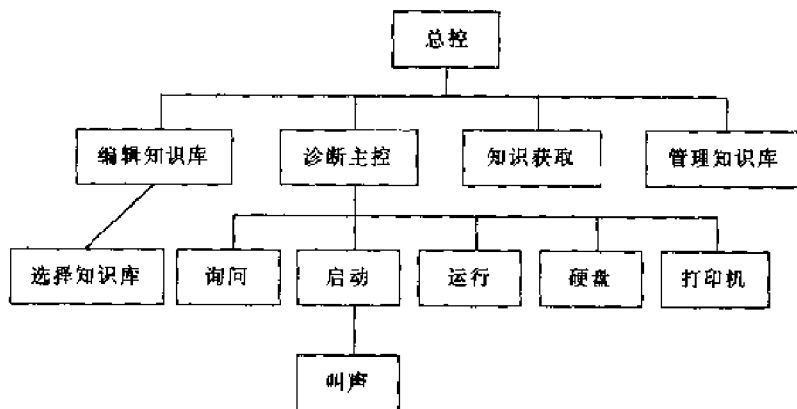 总控
编辑知识库
诊断主控
知识获取
管理知识库
选择知识库
询问
启动
运行
硬盘
打印机
叫声